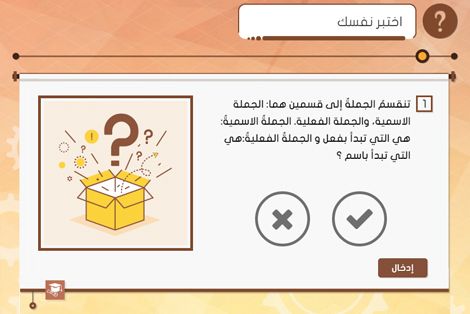 اختبر نفسك
1 تنقسمُ الجملةُ إلى قسمين هما: الجملة
الاسمية، والجملة الفعلية. الجملةُ الاسميةُ:
هي التي تبدأ بفعل و الجملةُ الفعليةُ:هي
التي تبدأ باسم ؟
إدخال